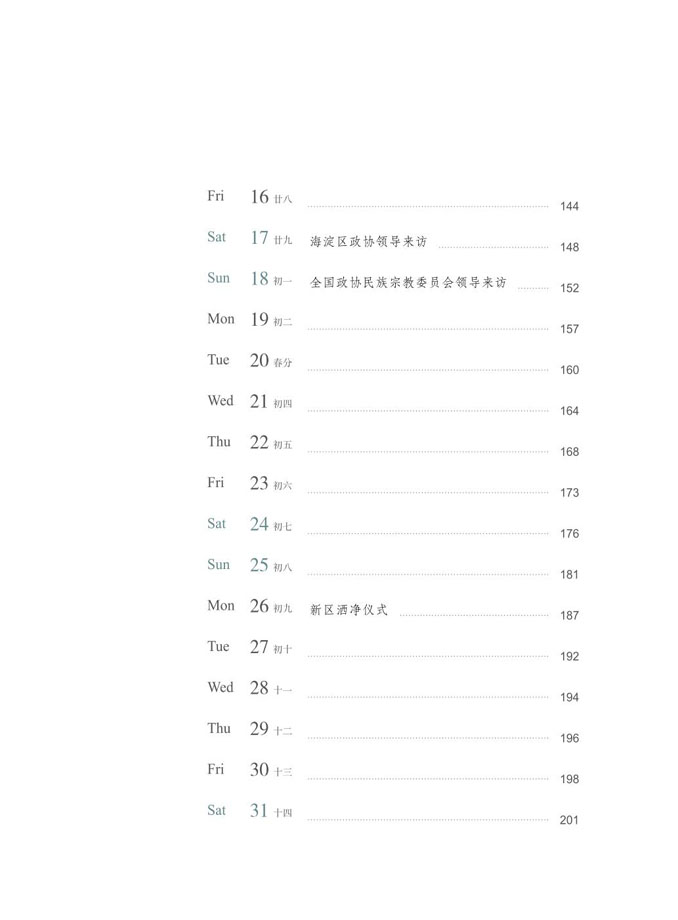 Fri 16 廿八 144
Sat 17 廿九 海淀区政协领导来访 148
Sun 18 初一 全国政协民族宗教委员会领导来访 152
Mon 19 初二 157
Tue 20 春分 160
Wed 21 初四 164
Thu 22 初五 168
Fri 23 初六 173
Sat 24 初七 176
Sun 25 初八 181
Mon 26 初九 新区洒净仪式 187
Tue 27 初十 192
Wed 28 十一 194
Thu 29 十二 196
Fri 30 十三 198
Sat 31 十四 201